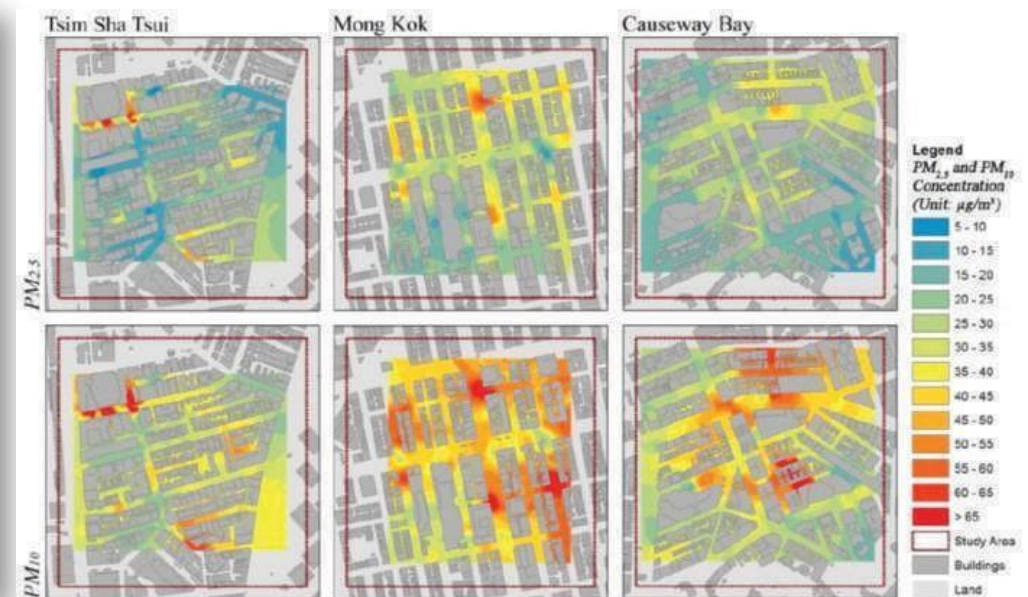 Tsim Sha Tsui
Mong Kok
Causeway Bay
PM2.5
PM10
Legend
PM2.5 and PM10
Concentration
(Unit: µg/m³)
5 - 10
10 - 15
15 - 20
20 - 25
25 - 30
30 - 35
35 - 40
40 - 45
45 - 50
50 - 55
55 - 60
60 - 65
> 65
Study Area
Buildings
Land